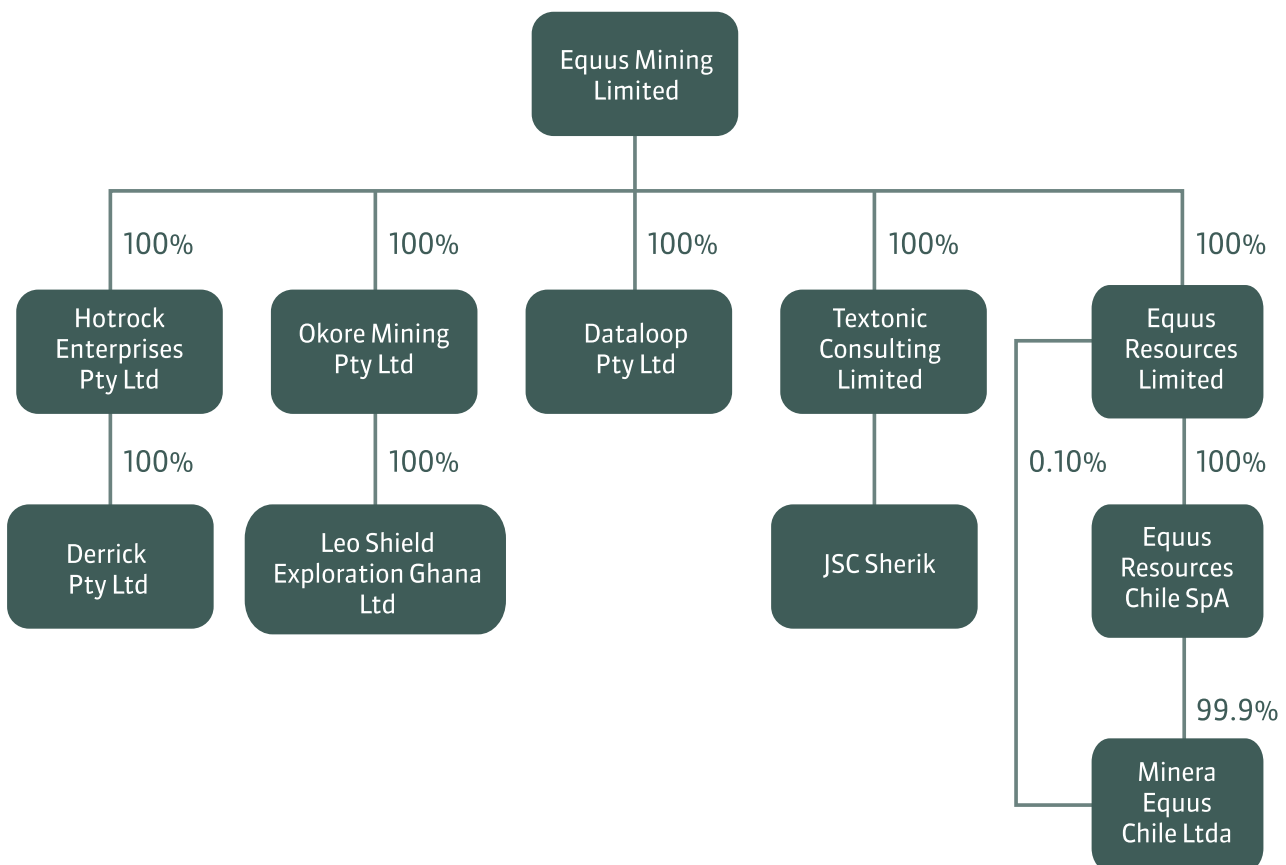 Equus Mining
Limited
100%
100%
100%
100%
100%
Hotrock
Enterprises
Pty Ltd
Okore Mining
Pty Ltd
Dataloop
Pty Ltd
Textonic
Consulting
Limited
Equus
Resources
Limited
100%
100%
0.10%
100%
Derrick
Pty Ltd
Leo Shield
Exploration Ghana
Ltd
JSC Sherik
Equus
Resources
Chile SpA
99.9%
Minera
Equus
Chile Ltda